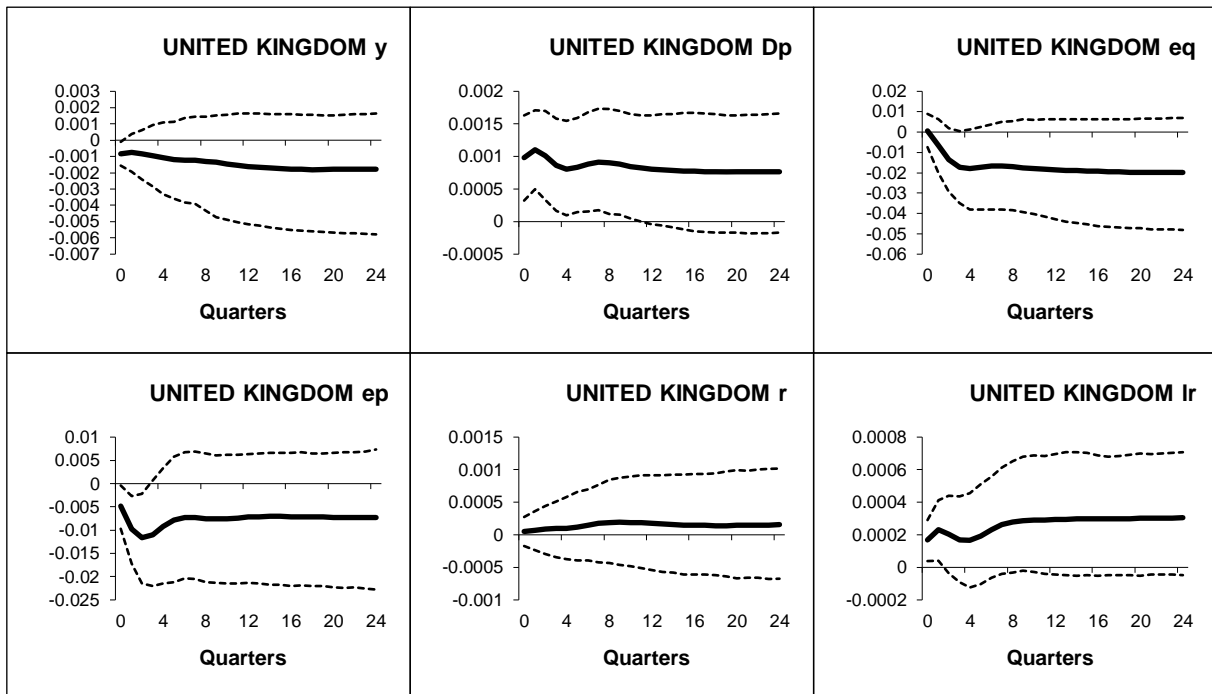 UNITED KINGDOM y
0.003
0.002
0.001
0
-0.001
-0.002
-0.003
-0.004
-0.005
-0.006
-0.007
0 4 8 12 16 20 24
Quarters
UNITED KINGDOM Dp
0.002
0.0015
0.001
0.0005
0
-0.0005
0 4 8 12 16 20 24
Quarters
UNITED KINGDOM eq
0.02
0.01
0
-0.01
-0.02
-0.03
-0.04
-0.05
-0.06
0 4 8 12 16 20 24
Quarters
UNITED KINGDOM ep
0.01
0.005
0
-0.005
-0.01
-0.015
-0.02
-0.025
0 4 8 12 16 20 24
Quarters
UNITED KINGDOM r
0.0015
0.001
0.0005
0
-0.0005
-0.001
0 4 8 12 16 20 24
Quarters
UNITED KINGDOM lr
0.0008
0.0006
0.0004
0.0002
0
-0.0002
0 4 8 12 16 20 24
Quarters